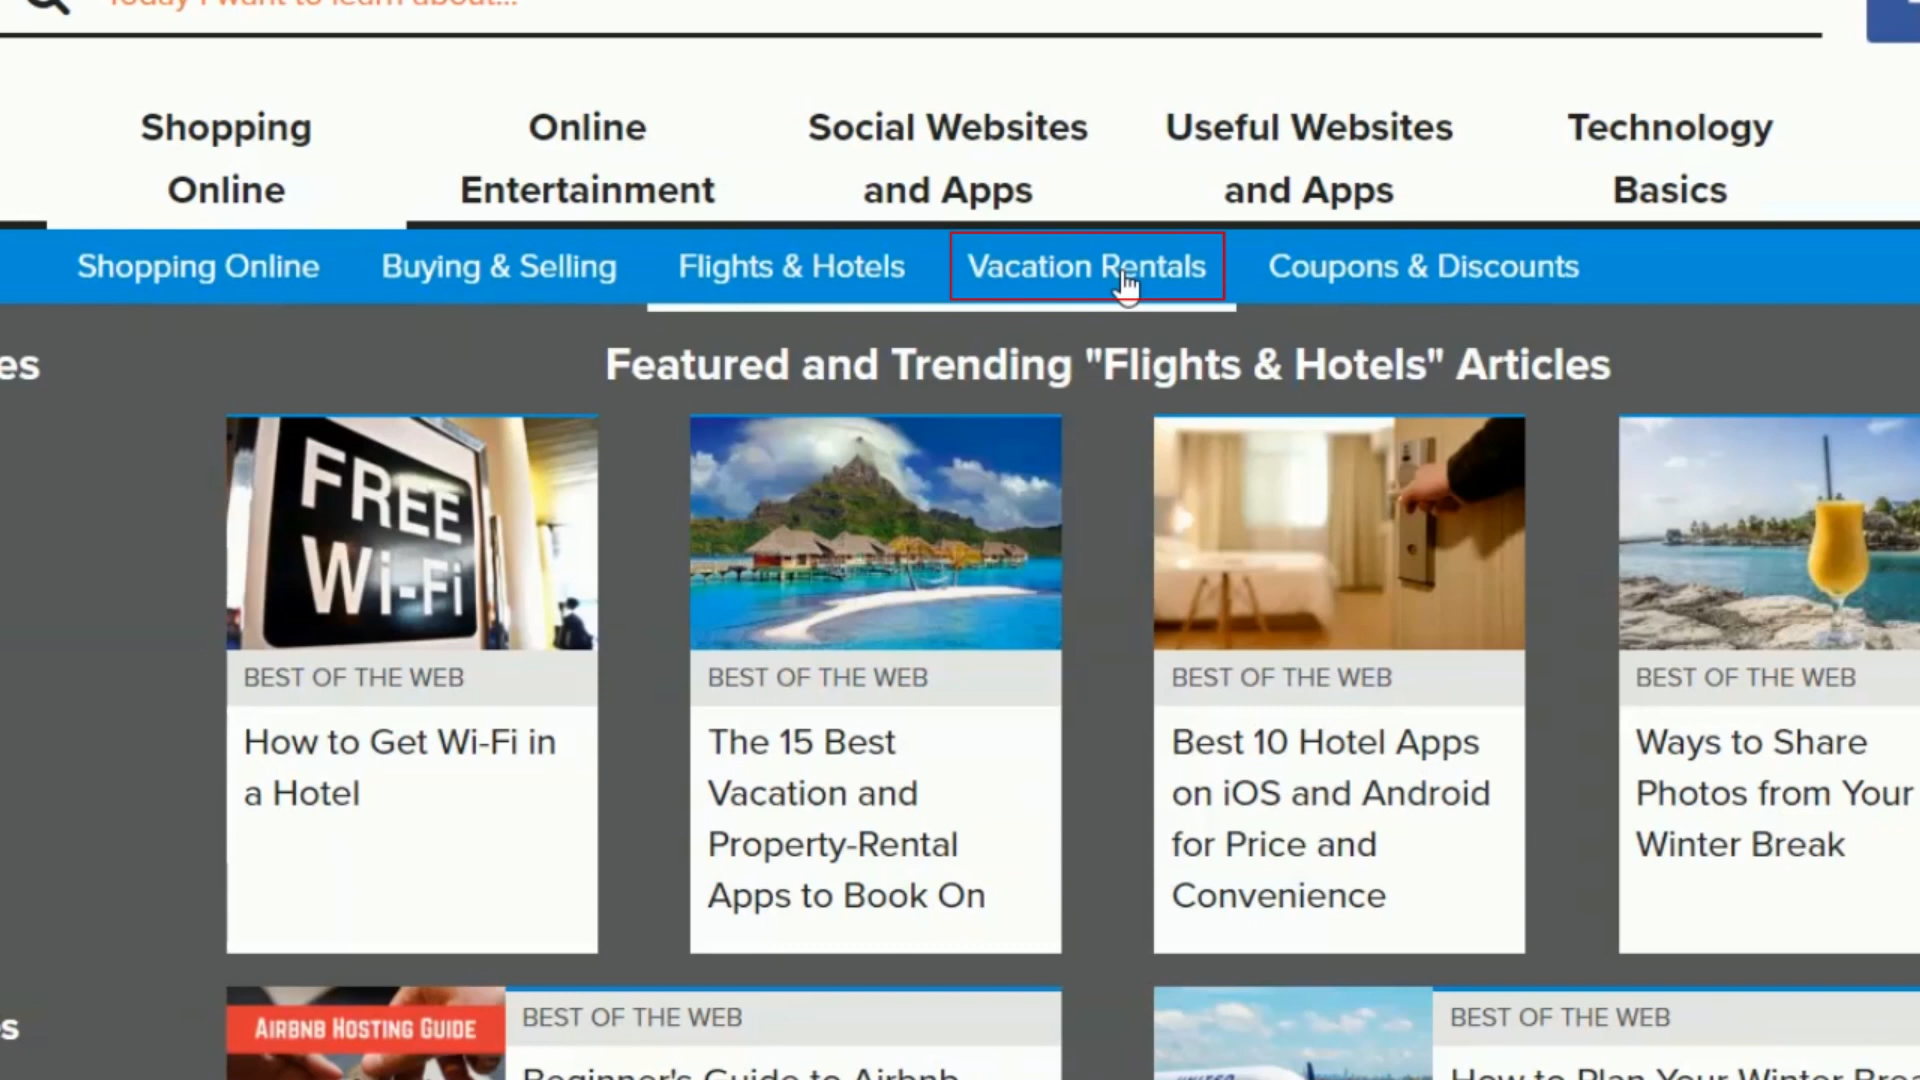 Today I want to learn about...
Shopping
Online
Online
Entertainment
Social Websites
and Apps
Useful Websites
and Apps
Technology
Basics
Shopping Online
Buying & Selling
Flights & Hotels
Vacation Rentals
Coupons & Discounts
es
Featured and Trending "Flights & Hotels" Articles
FREE
Wi-Fi
BEST OF THE WEB
How to Get Wi-Fi in
a Hotel
BEST OF THE WEB
The 15 Best
Vacation and
Property-Rental
Apps to Book On
BEST OF THE WEB
Best 10 Hotel Apps
on iOS and Android
for Price and
Convenience
BEST OF THE WEB
Ways to Share
Photos from Your
Winter Break
s
AIRBNB HOSTING GUIDE
BEST OF THE WEB
Beginner's Guide to Airbnb
UNITED
BEST OF THE WEB
How to Plan Your Winter Brea